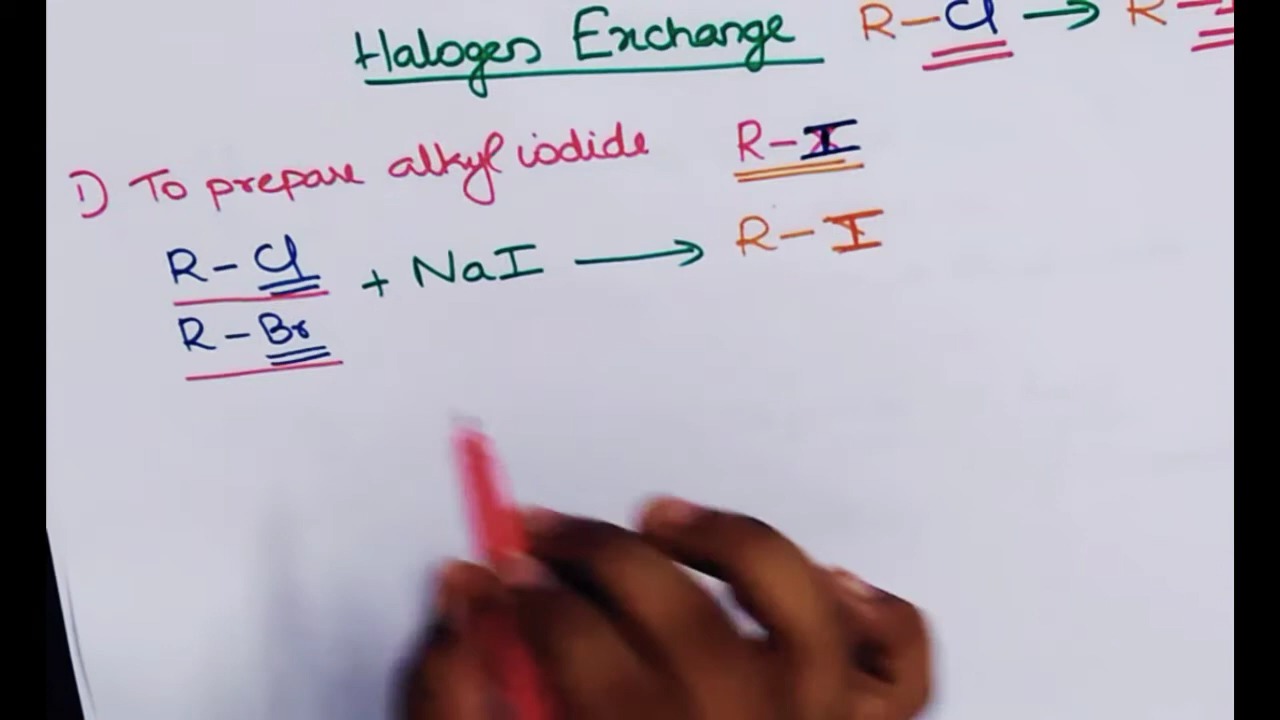 Halogen Exchange R-Cl → R-
1) To prepare alkyl iodide R-I
R-Cl + NaI → R-I
R-Br